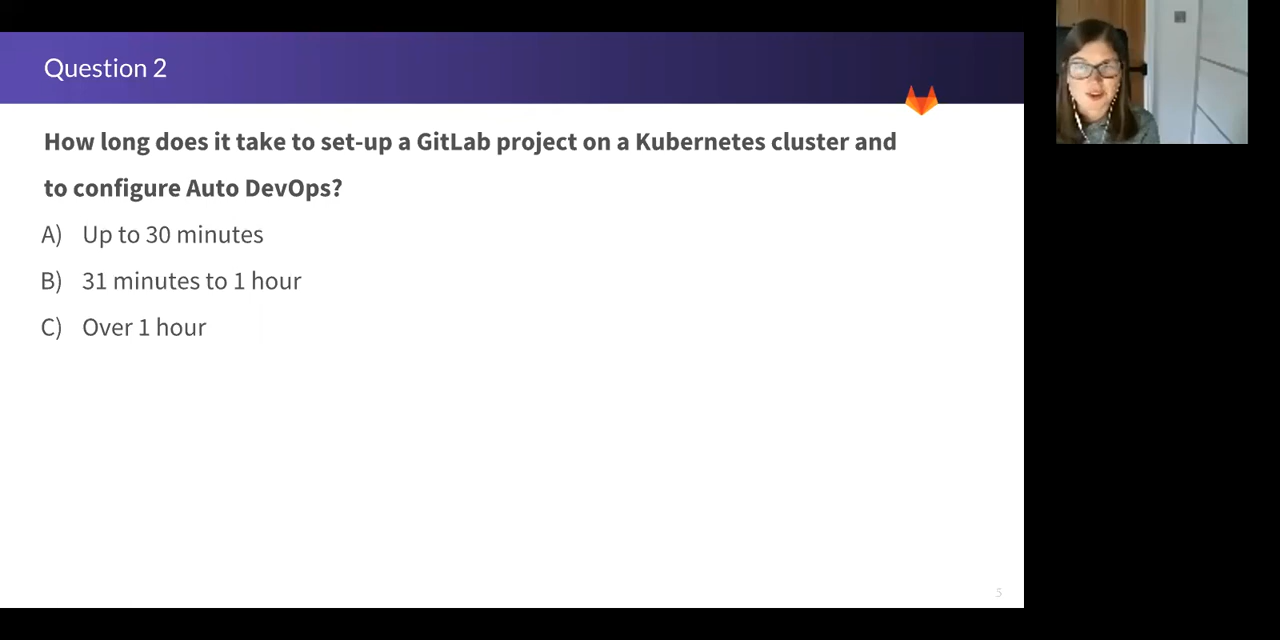 Question 2
How long does it take to set-up a GitLab project on a Kubernetes cluster and
to configure Auto DevOps?
A) Up to 30 minutes
B) 31 minutes to 1 hour
C) Over 1 hour
5